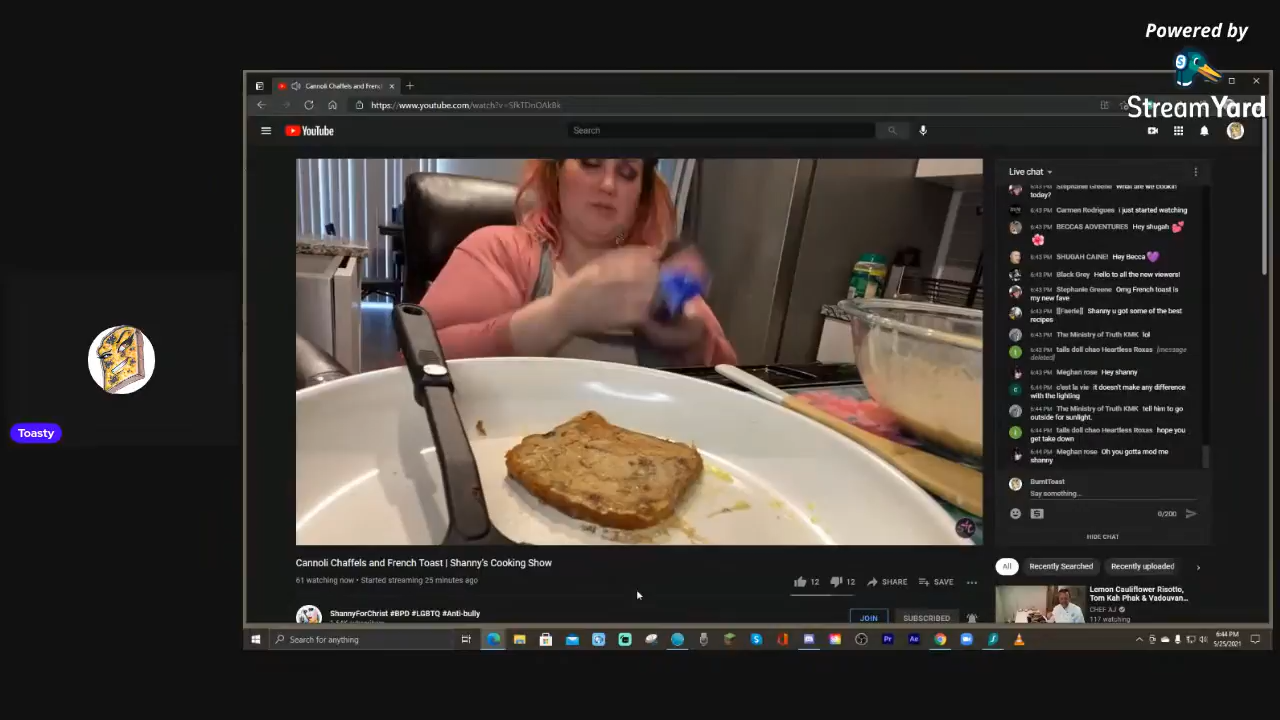 Powered by
StreamYard
Cannoli Chaffels and Frenc
https://www.youtube.com/watch?v=
YouTube
Search
Live chat
6:43 PM Stephanie Greene What are we cookin
today?
6:43 PM Carmen Rodrigues i just started watching
6:43 PM BECCAS ADVENTURES Hey shugah
6:43 PM SHUGAH CAINE! Hey Becca
6:43 PM Black Grey Hello to all the new viewers!
6:43 PM Stephanie Greene Omg French toast is
my new fave
6:43 PM [[Faerie]] Shanny u got some of the best
recipes
6:43 PM The Ministry of Truth KMK lol
tails doll chao Heartless Roxas [message
deleted]
6:43 PM Meghan rose Hey shanny
6:44 PM c'est la vie it doesn't make any difference
with the lighting
6:44 PM The Ministry of Truth KMK tell him to go
outside for sunlight.
6:44 PM tails doll chao Heartless Roxas hope you
get take down
6:44 PM Meghan rose Oh you gotta mod me
shanny
BurntToast
Say something...
0/200
HIDE CHAT
Toasty
Cannoli Chaffels and French Toast | Shanny's Cooking Show
61 watching now • Started streaming 25 minutes ago
12
12
SHARE
SAVE
All
Recently Searched
Recently uploaded
ShannyForChrist #BPD #LGBTQ #Anti-bully
JOIN
SUBSCRIBED
Lemon Cauliflower Risotto,
Tom Kah Phak & Vadouvan...
CHEF AJ
117 watching
Search for anything
6:44 PM
5/25/2021